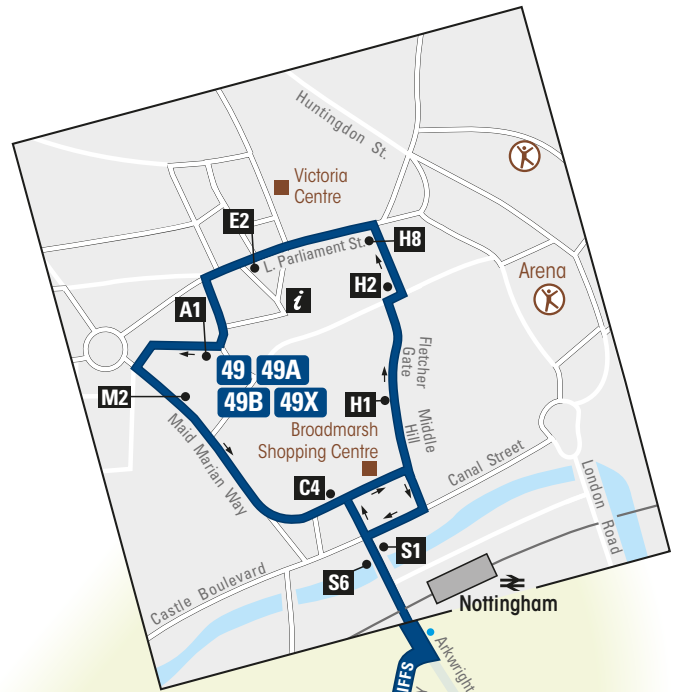 Huntingdon St.
Victoria
Centre
E2
L. Parliament St.
H8
Arena
H2
i
A1
Fletcher
Gate
49
49A
49B
49X
M2
H1
Middle
Hill
Maid Marian Way
Broadmarsh
Shopping Centre
Canal Street
C4
London
Road
S1
S6
Castle Boulevard
Nottingham
Arkwright